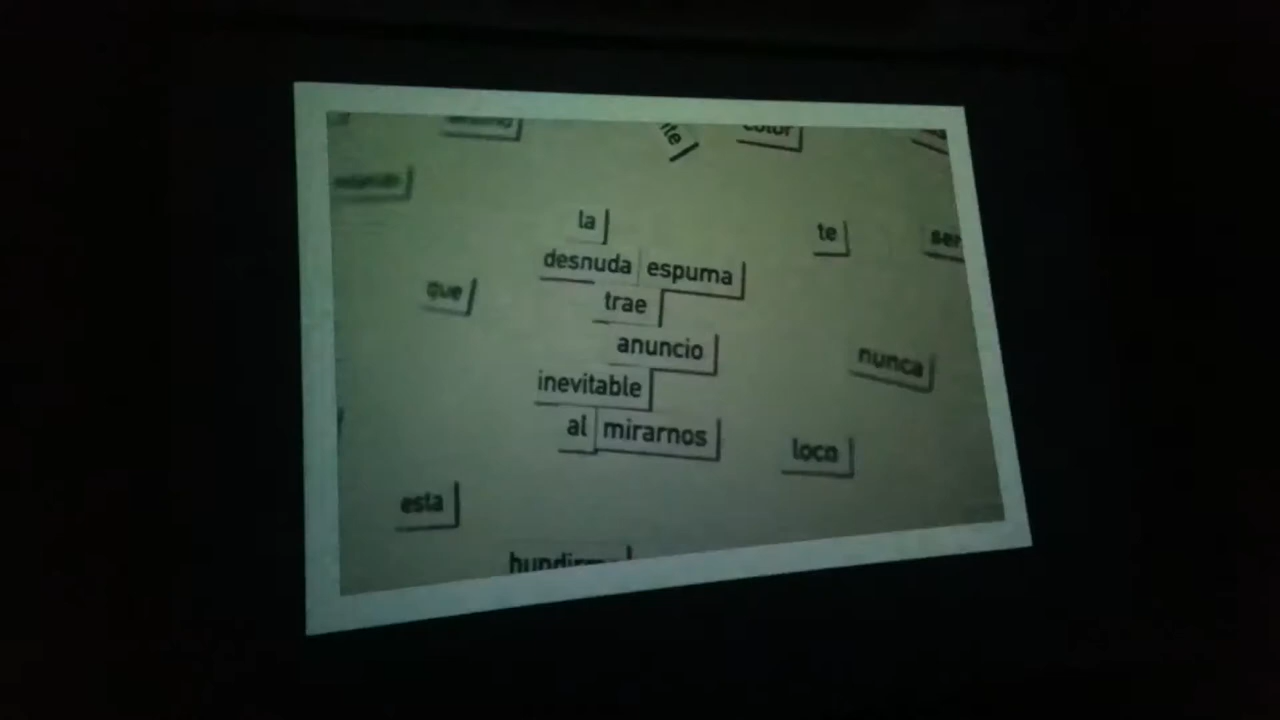 color
la
te
desnuda espuma
que
trae
anuncio
nunca
inevitable
al mirarnos
loco
esta